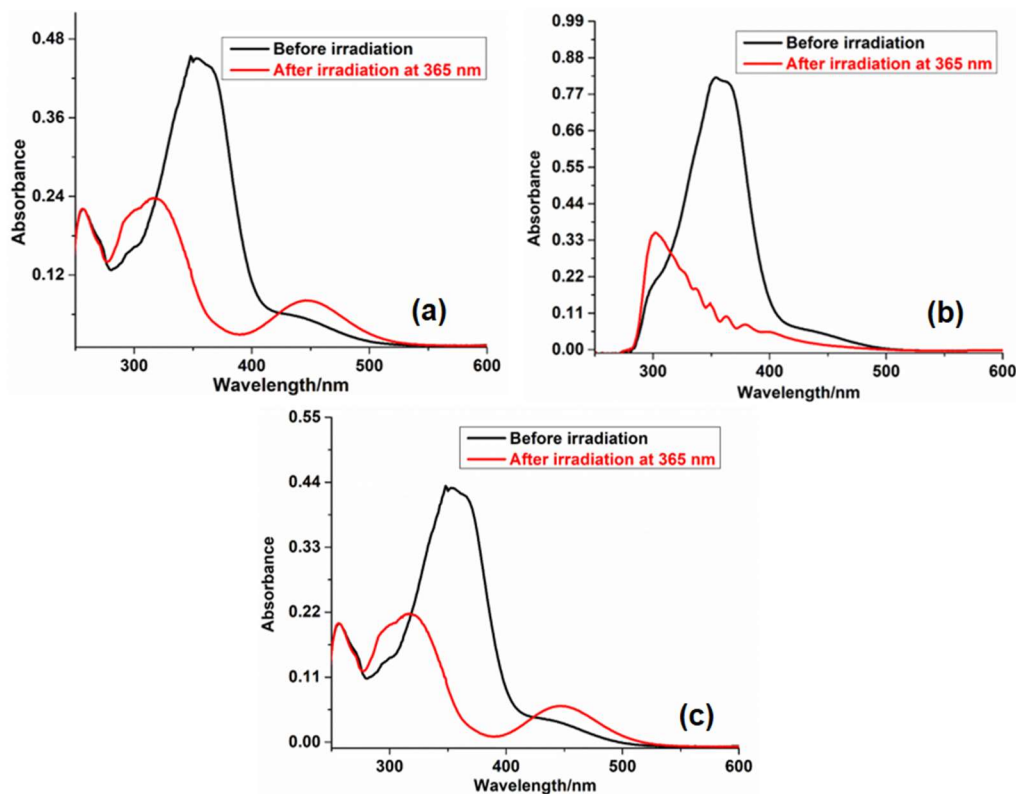 Before irradiation
After irradiation at 365 nm
0.48
0.36
0.24
0.12
Absorbance
300
400
500
600
Wavelength/nm
(a)
Before irradiation
After irradiation at 365 nm
0.99
0.88
0.77
0.66
0.55
0.44
0.33
0.22
0.11
0.00
Absorbance
300
400
500
600
Wavelength/nm
(b)
Before irradiation
After irradiation at 365 nm
0.55
0.44
0.33
0.22
0.11
0.00
Absorbance
300
400
500
600
Wavelength/nm
(c)